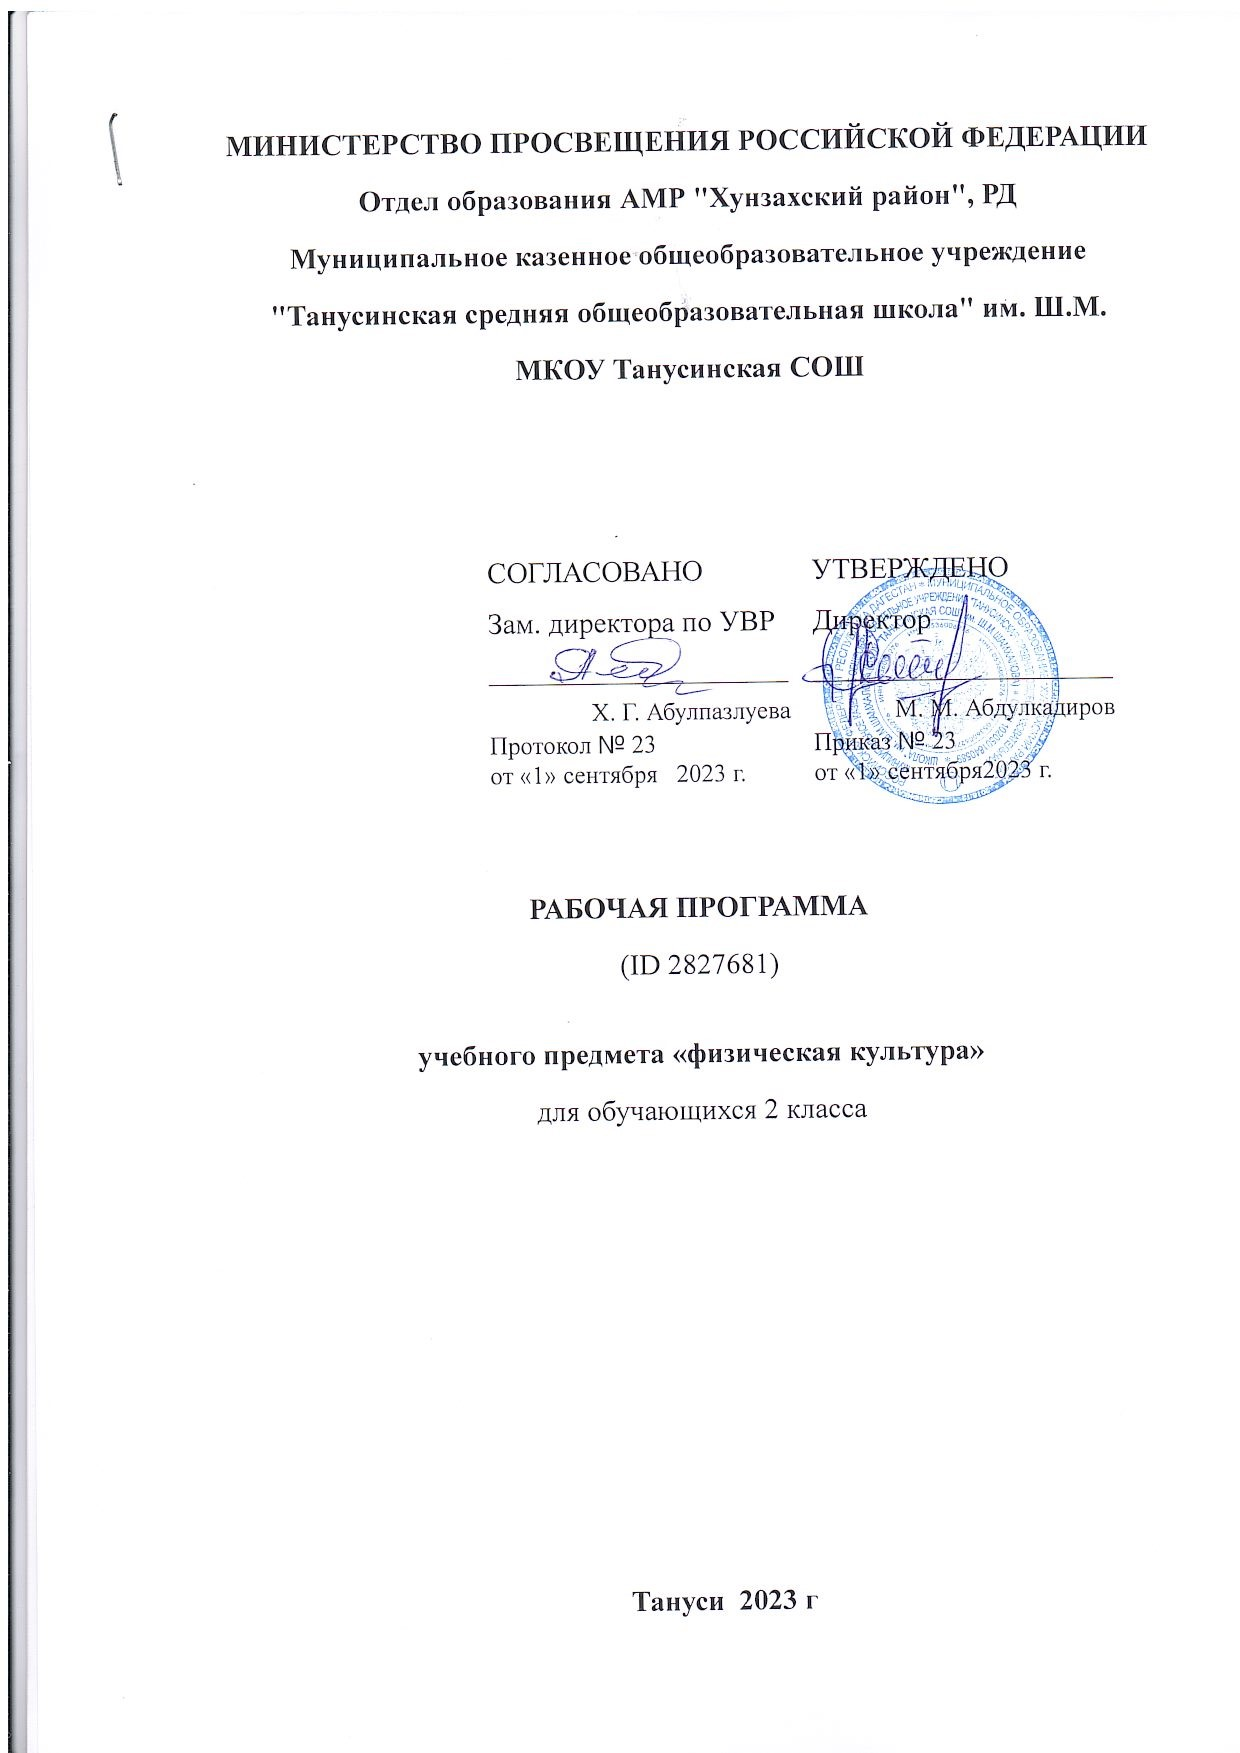 МИНИСТЕРСТВО ПРОСВЕЩЕНИЯ РОССИЙСКОЙ ФЕДЕРАЦИИ
Отдел образования АМР "Хунзахский район", РД
Муниципальное казенное общеобразовательное учреждение
"Танусинская средняя общеобразовательная школа" им. Ш.М.
МКОУ Танусинская СОШ
СОГЛАСОВАНО
Зам. директора по УВР
Х. Г. Абулпазлуева
Протокол № 23
от «1» сентября 2023 г.
УТВЕРЖДЕНО
Директор
М. М. Абдулкадиров
Приказ № 23
от «1» сентября2023 г.
РАБОЧАЯ ПРОГРАММА
(ID 2827681)
учебного предмета «физическая культура»
для обучающихся 2 класса
Тануси 2023 г